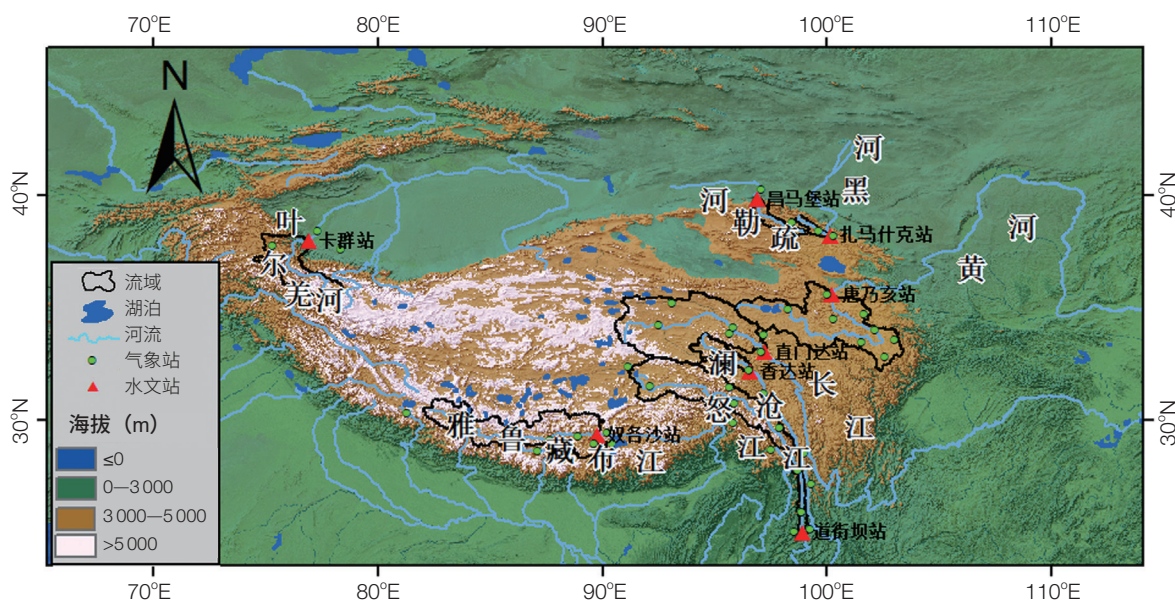 70°E 80°E 90°E 100°E 110°E
N
40°N 40°N
30°N 30°N
河
黑
昌马堡站
河
勒
疏
扎马什克站
叶
尔
羌河
卡群站
河
黄
唐乃亥站
直门达站
香达站
澜
沧
江
长
江
怒
江
雅
鲁
藏
布
江
奴各沙站
道街坝站
流域
湖泊
河流
气象站
水文站
海拔（m）
≤0
0—3 000
3 000—5 000
>5 000
70°E 80°E 90°E 100°E 110°E